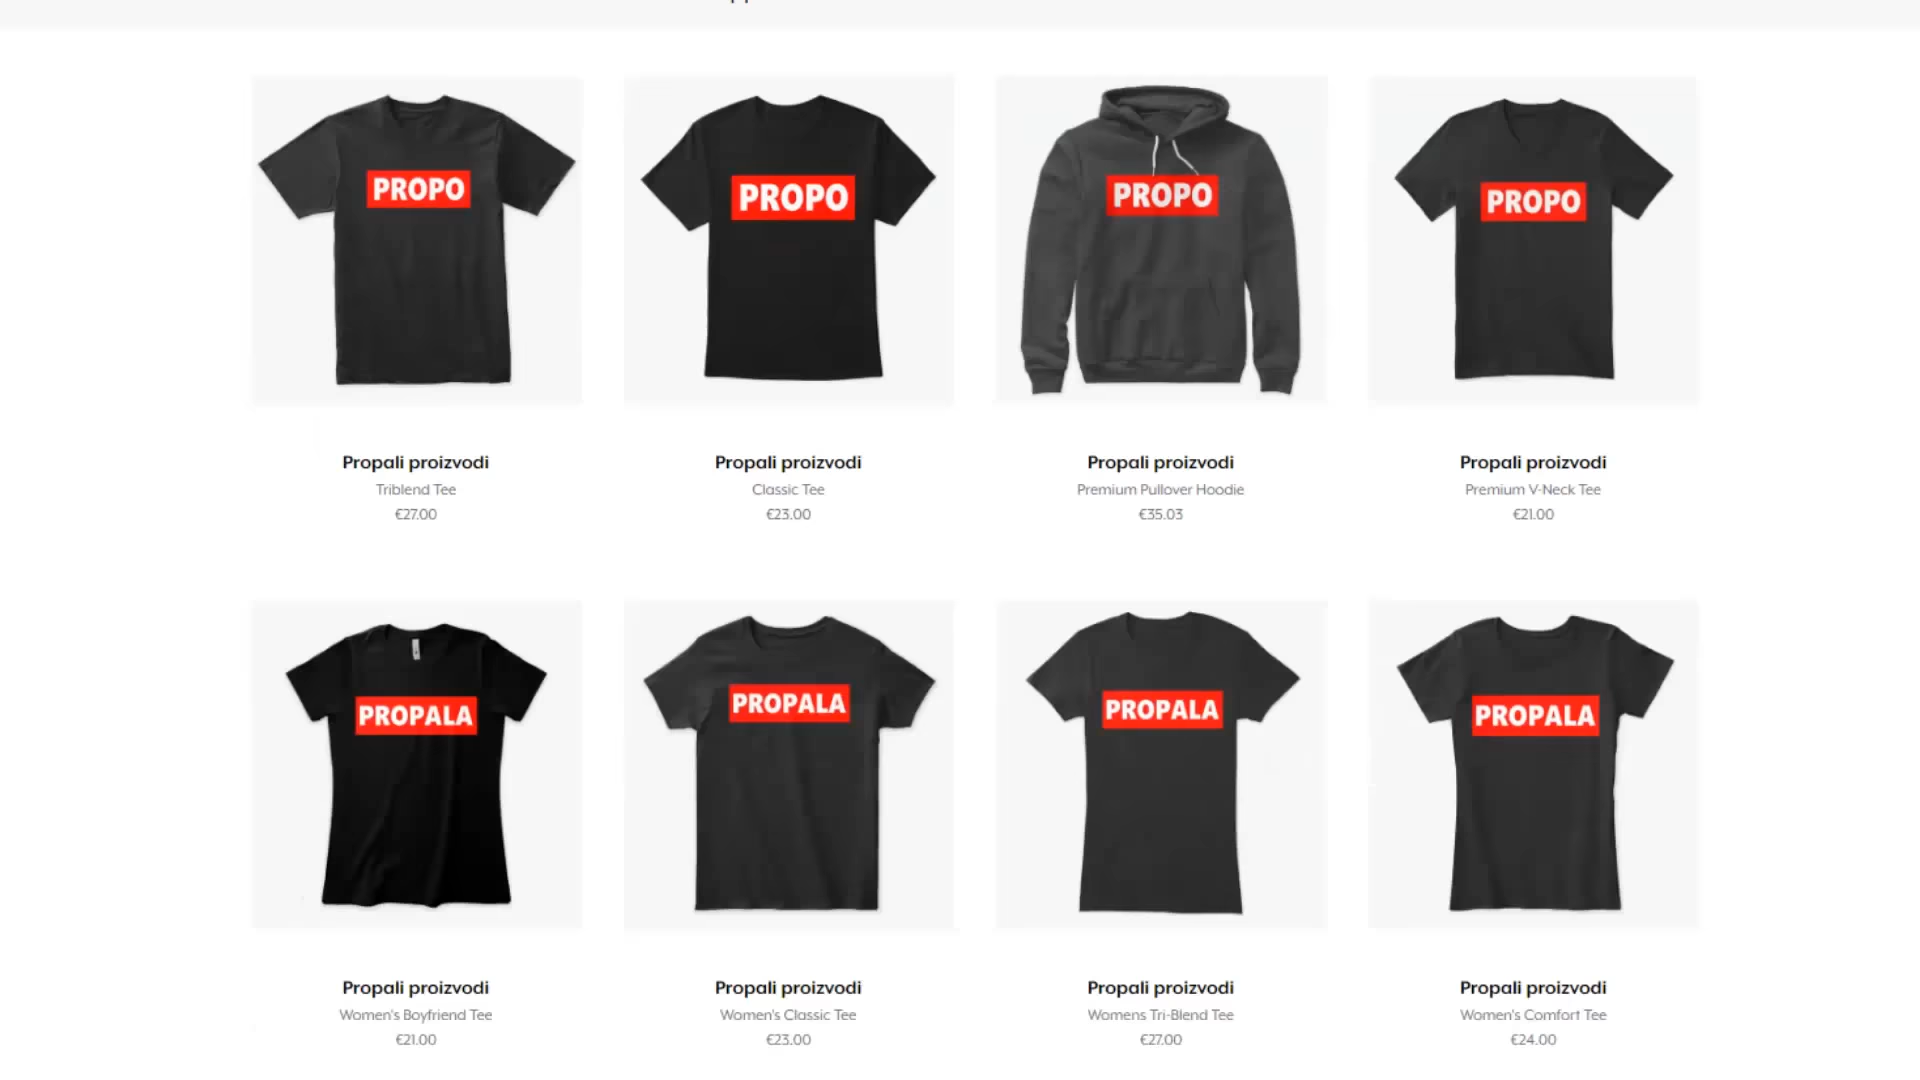 PROPO
PROPO
PROPO
PROPO
Propali proizvodi
Triblend Tee
€27.00
Propali proizvodi
Classic Tee
€23.00
Propali proizvodi
Premium Pullover Hoodie
€35.03
Propali proizvodi
Premium V-Neck Tee
€21.00
PROPALA
PROPALA
PROPALA
PROPALA
Propali proizvodi
Women's Boyfriend Tee
€21.00
Propali proizvodi
Women's Classic Tee
€23.00
Propali proizvodi
Womens Tri-Blend Tee
€27.00
Propali proizvodi
Women's Comfort Tee
€24.00